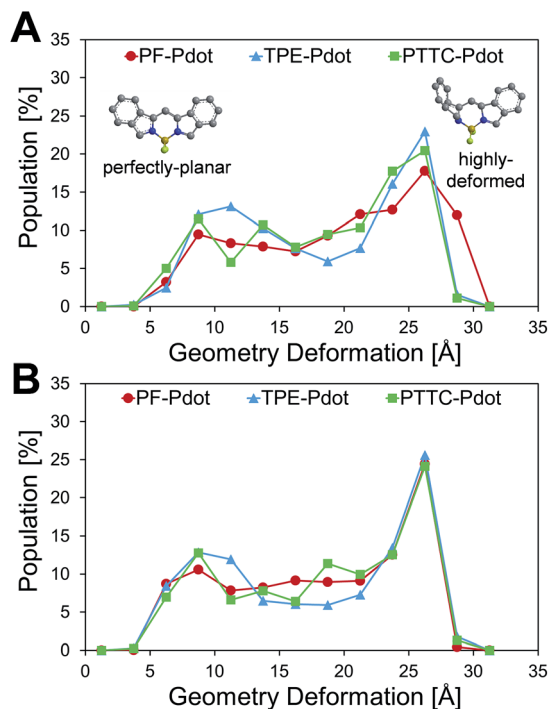 A
PF-Pdot TPE-Pdot PTTC-Pdot
perfectly-planar
highly-
deformed
Population [%]
35
30
25
20
15
10
5
0
0 5 10 15 20 25 30 35
Geometry Deformation [Å]
B
PF-Pdot TPE-Pdot PTTC-Pdot
Population [%]
35
30
25
20
15
10
5
0
0 5 10 15 20 25 30 35
Geometry Deformation [Å]